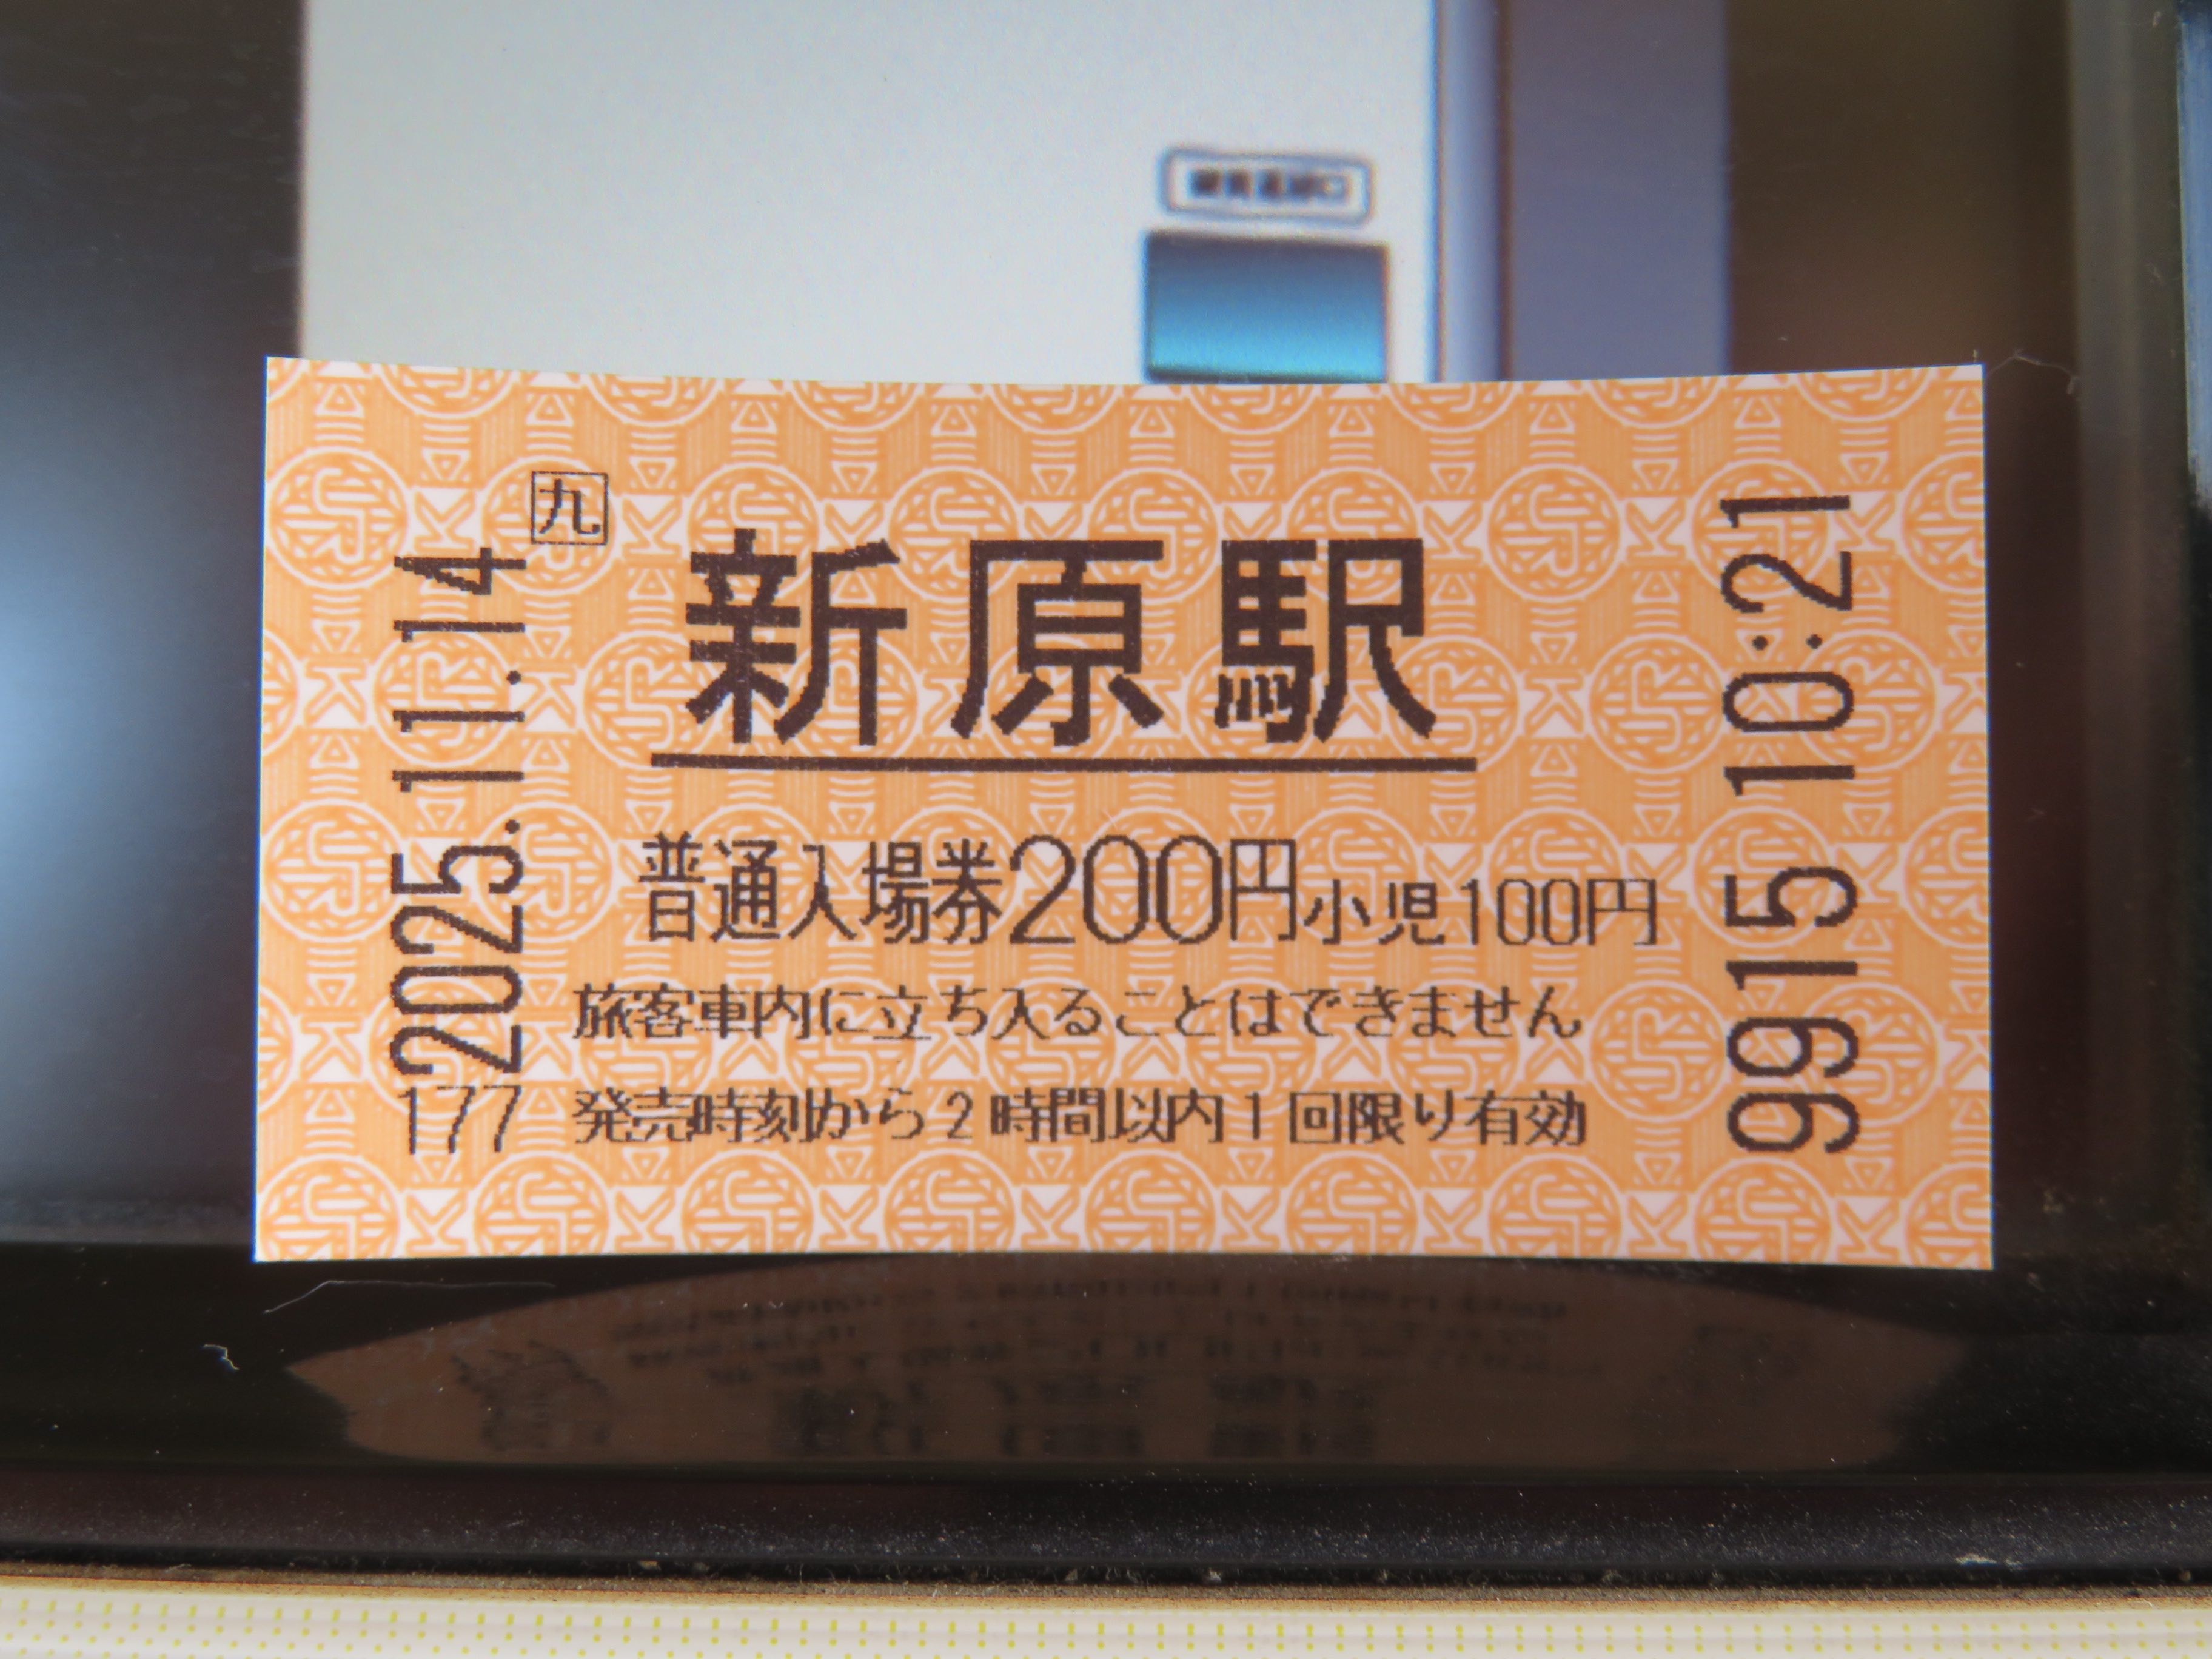 九
新原駅
普通入場券200円小児100円
旅客車内に立ち入ることはできません
発売時刻から2時間以内1回限り有効
177 2025.11.14
9915 10:21